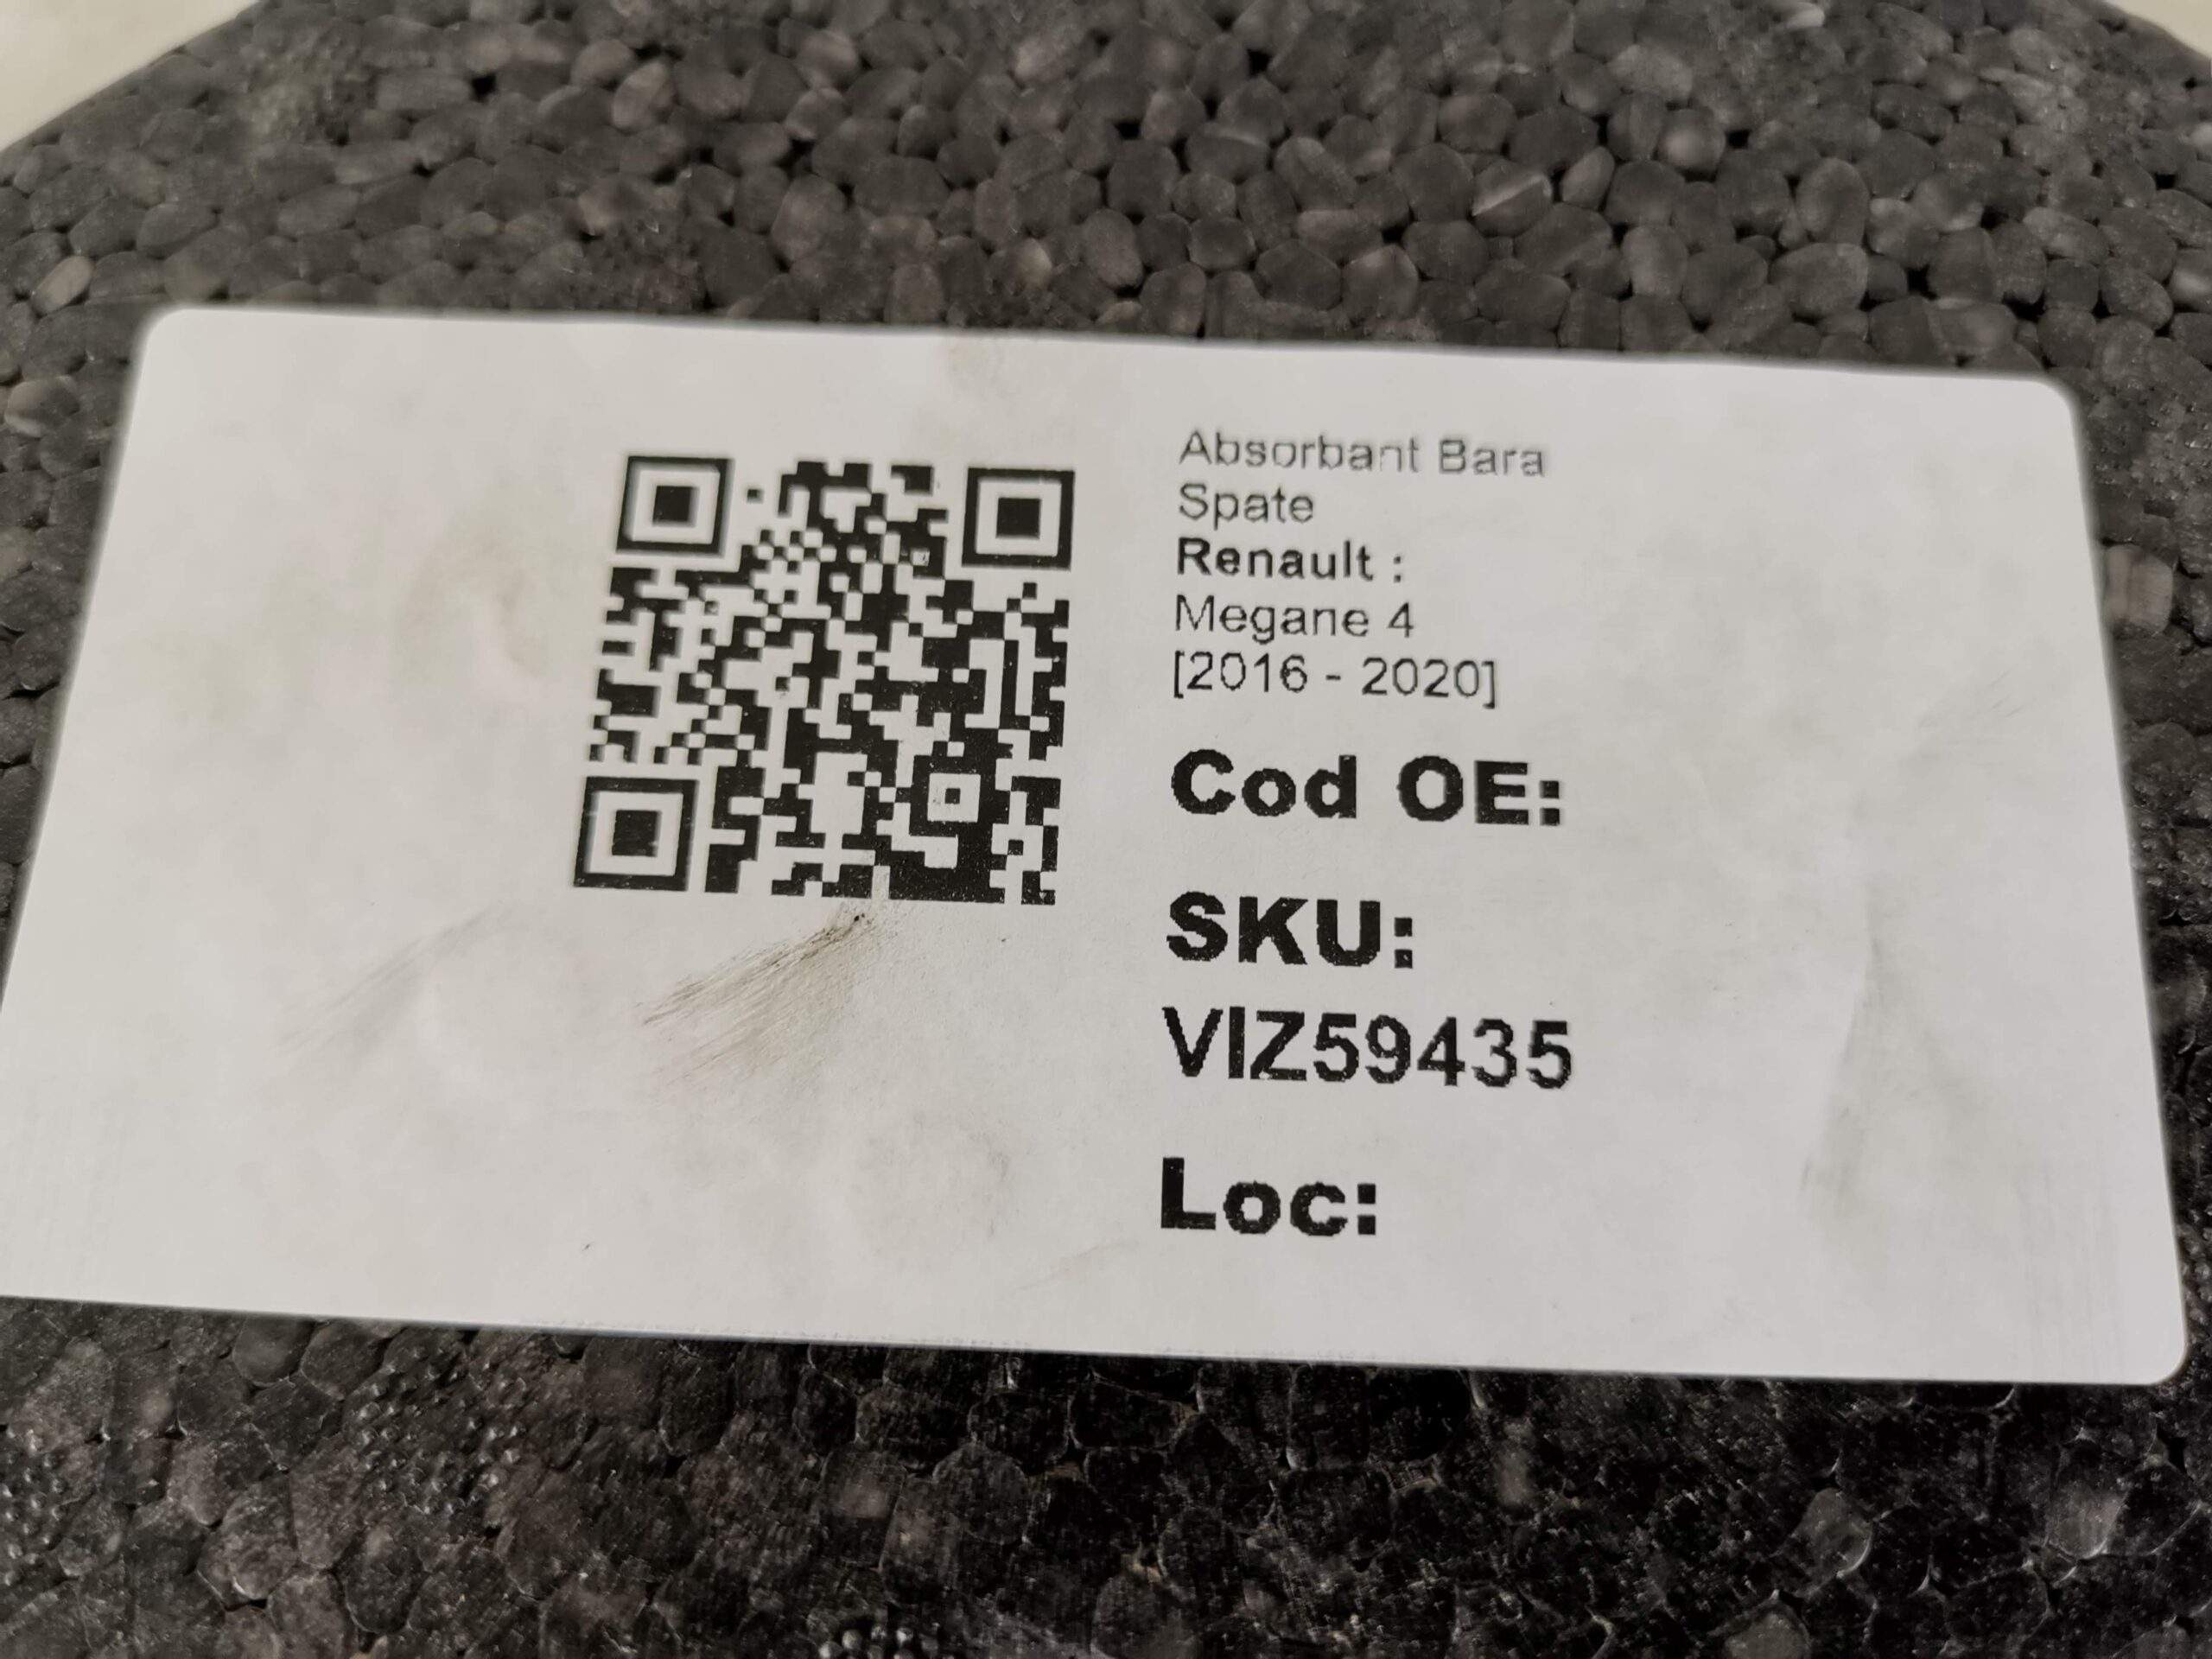 Absorbant Bara
Spate
Renault :
Megane 4
[2016 - 2020]
Cod OE:
SKU:
VIZ59435
Loc: